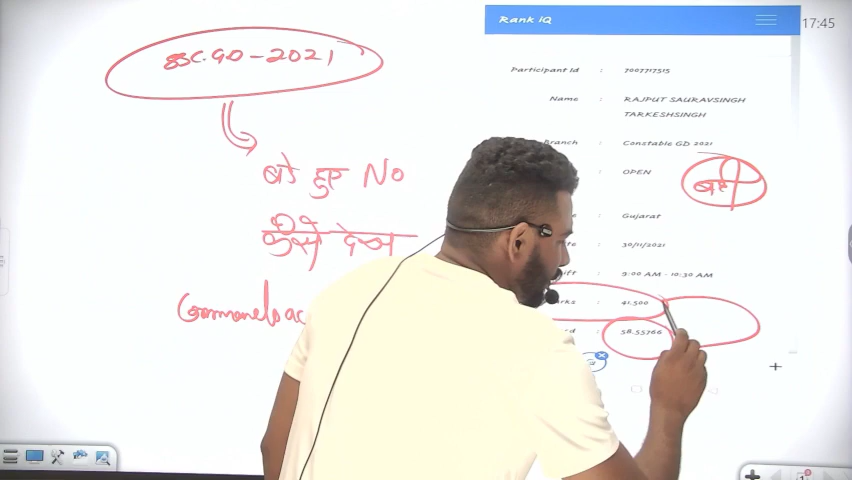 SSC.GD-2021
बढे हुए No
कैसे देख
Rank iQ
17:45
Participant Id : 7007717515
Name : RAJPUT SAURAVSINGH
TARKESHSINGH
Branch : Constable GD 2021
: OPEN
बढी
: Gujarat
: 30/11/2021
: 9:00 AM - 10:30 AM
: 41.500
: 58.55766